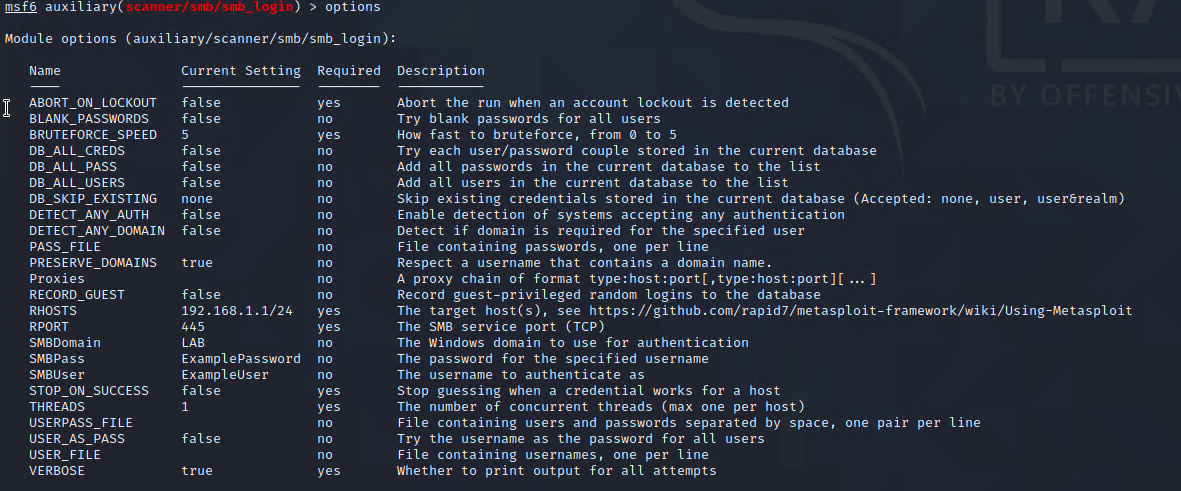 msf6 auxiliary(scanner/smb/smb_login) > options
Module options (auxiliary/scanner/smb/smb_login):
Name Current Setting Required Description
ABORT_ON_LOCKOUT false yes Abort the run when an account lockout is detected
BLANK_PASSWORDS false no Try blank passwords for all users
BRUTEFORCE_SPEED 5 yes How fast to bruteforce, from 0 to 5
DB_ALL_CREDS false no Try each user/password couple stored in the current database
DB_ALL_PASS false no Add all passwords in the current database to the list
DB_ALL_USERS false no Add all users in the current database to the list
DB_SKIP_EXISTING none no Skip existing credentials stored in the current database (Accepted: none, user, user&realm)
DETECT_ANY_AUTH false no Enable detection of systems accepting any authentication
DETECT_ANY_DOMAIN false no Detect if domain is required for the specified user
PASS_FILE no File containing passwords, one per line
PRESERVE_DOMAINS true no Respect a username that contains a domain name.
Proxies no A proxy chain of format type:host:port[,type:host:port][...]
RECORD_GUEST false no Record guest-privileged random logins to the database
RHOSTS 192.168.1.1/24 yes The target host(s), see https://github.com/rapid7/metasploit-framework/wiki/Using-Metasploit
RPORT 445 yes The SMB service port (TCP)
SMBDomain LAB no The Windows domain to use for authentication
SMBPass ExamplePassword no The password for the specified username
SMBUser ExampleUser no The username to authenticate as
STOP_ON_SUCCESS false yes Stop guessing when a credential works for a host
THREADS 1 yes The number of concurrent threads (max one per host)
USERPASS_FILE no File containing users and passwords separated by space, one pair per line
USER_AS_PASS false no Try the username as the password for all users
USER_FILE no File containing usernames, one per line
VERBOSE true yes Whether to print output for all attempts
BY